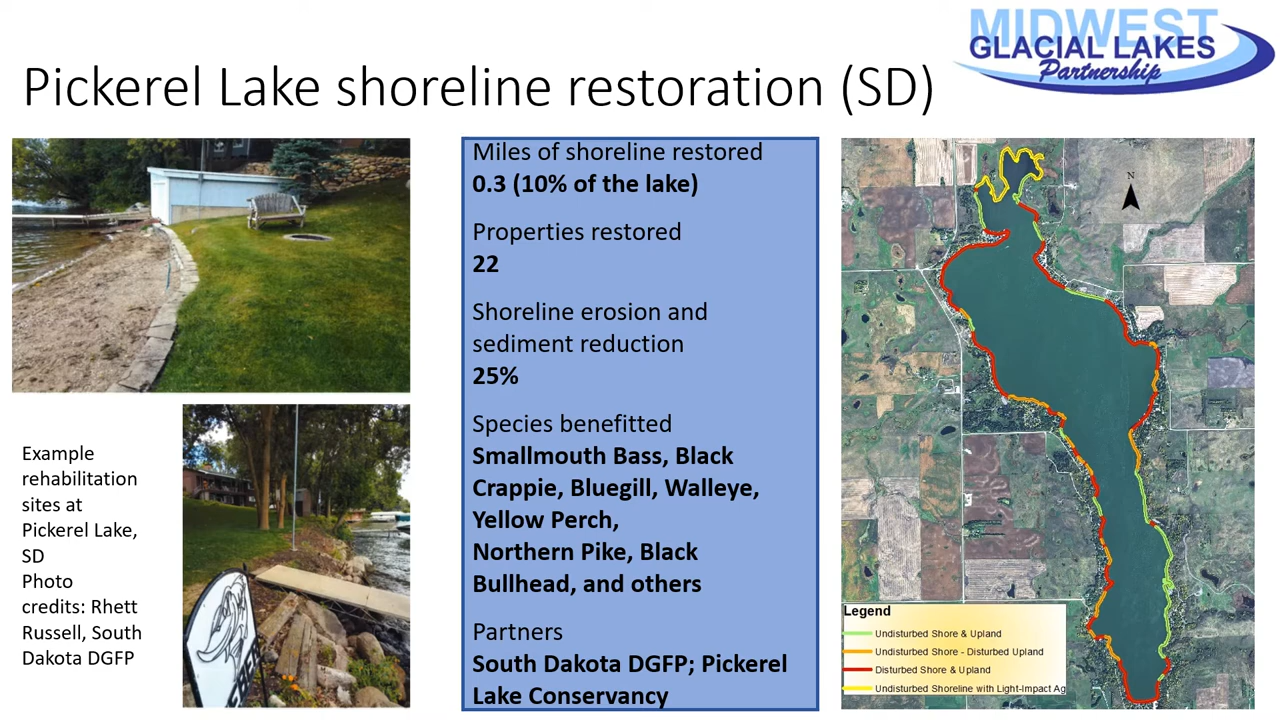 MIDWEST
GLACIAL LAKES
Partnership
Pickerel Lake shoreline restoration (SD)
Example
rehabilitation
sites at
Pickerel Lake,
SD
Photo
credits: Rhett
Russell, South
Dakota DGFP
Miles of shoreline restored
0.3 (10% of the lake)
Properties restored
22
Shoreline erosion and
sediment reduction
25%
Species benefitted
Smallmouth Bass, Black
Crappie, Bluegill, Walleye,
Yellow Perch,
Northern Pike, Black
Bullhead, and others
Partners
South Dakota DGFP; Pickerel
Lake Conservancy
N
Legend
Undisturbed Shore & Upland
Undisturbed Shore - Disturbed Upland
Disturbed Shore & Upland
Undisturbed Shoreline with Light-Impact Ag